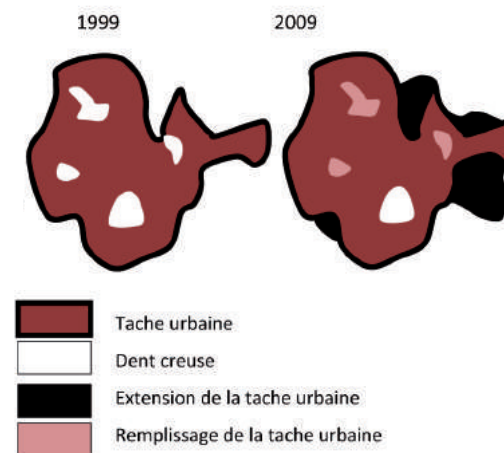 1999
2009
Tache urbaine
Dent creuse
Extension de la tache urbaine
Remplissage de la tache urbaine